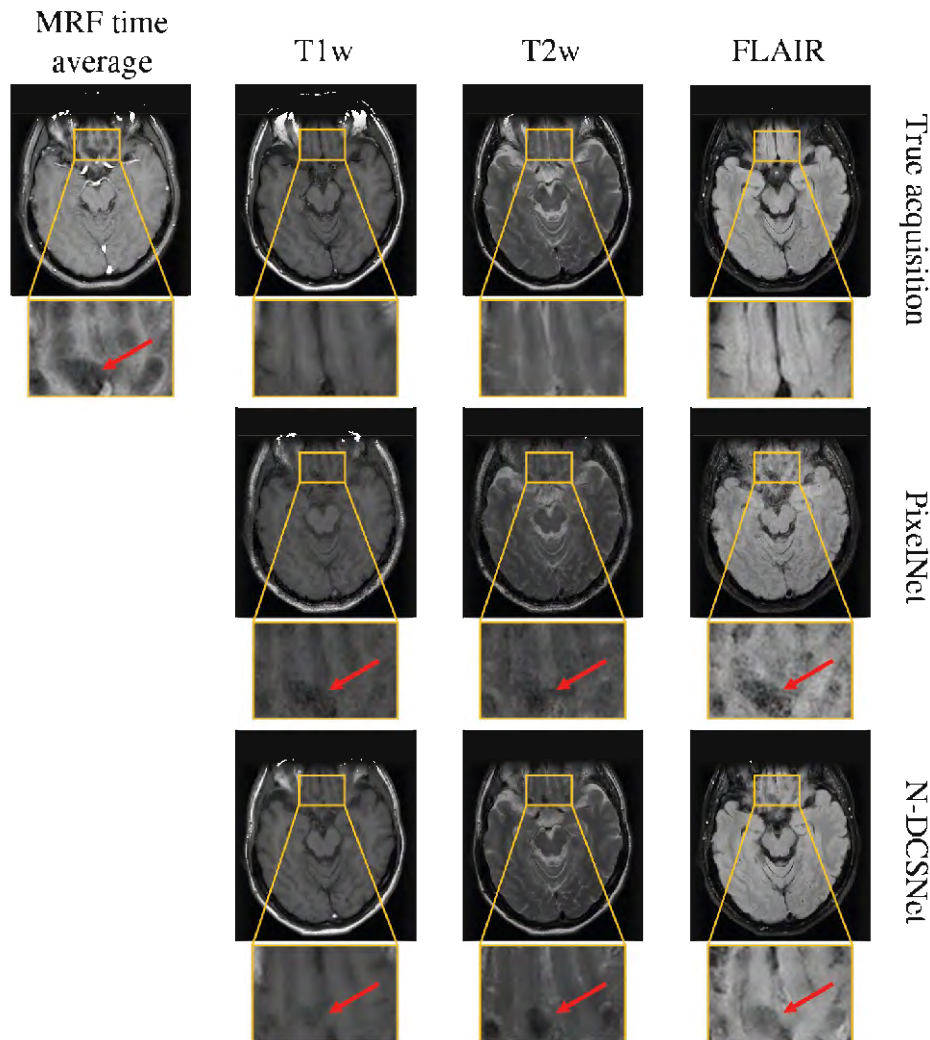 MRF time
average
T1w
T2w
FLAIR
True acquisition
PixelNet
N-DCSNet